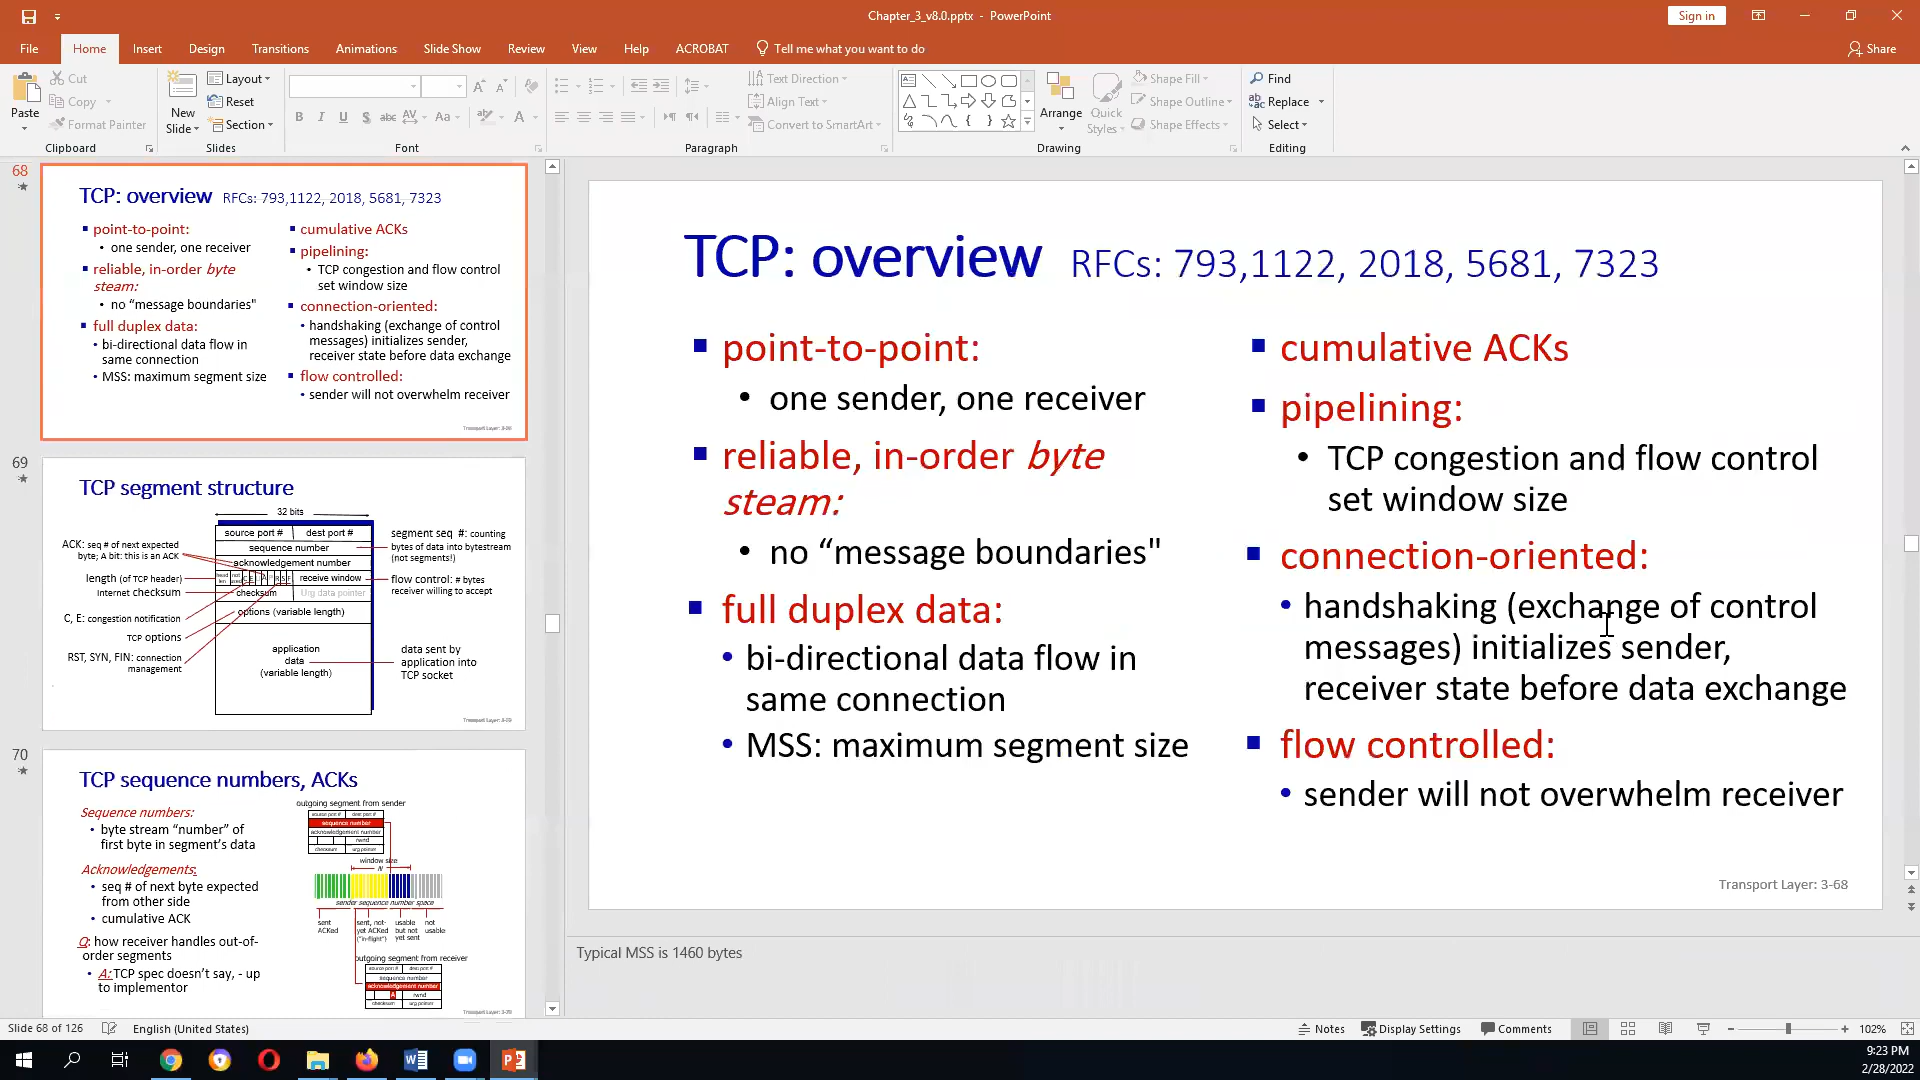 Chapter_3_v8.0.pptx - PowerPoint
Sign in
File Home Insert Design Transitions Animations Slide Show Review View Help ACROBAT Tell me what you want to do Share
Paste
Cut
Copy
Format Painter
Clipboard
New
Slide
Layout
Reset
Section
Slides
B I U S abc AV Aa A
Font
Text Direction
Align Text
Convert to SmartArt
Paragraph
Arrange
Quick
Styles
Shape Fill
Shape Outline
Shape Effects
Drawing
Find
Replace
Select
Editing
68
TCP: overview RFCs: 793,1122, 2018, 5681, 7323
point-to-point:
• one sender, one receiver
reliable, in-order byte
steam:
• no “message boundaries"
full duplex data:
• bi-directional data flow in
same connection
• MSS: maximum segment size
cumulative ACKs
pipelining:
• TCP congestion and flow control
set window size
connection-oriented:
• handshaking (exchange of control
messages) initializes sender,
receiver state before data exchange
flow controlled:
• sender will not overwhelm receiver
Transport Layer: 3-68
69
TCP segment structure
32 bits
source port # dest port #
sequence number
acknowledgement number
receive window
checksum Urg data pointer
options (variable length)
application
data
(variable length)
ACK: seq # of next expected
byte; A bit: this is an ACK
length (of TCP header)
Internet checksum
C, E: congestion notification
TCP options
RST, SYN, FIN: connection
management
segment seq #: counting
bytes of data into bytestream
(not segments!)
flow control: # bytes
receiver willing to accept
data sent by
application into
TCP socket
Transport Layer: 3-69
70
TCP sequence numbers, ACKs
Sequence numbers:
• byte stream “number” of
first byte in segment’s data
Acknowledgements:
• seq # of next byte expected
from other side
• cumulative ACK
Q: how receiver handles out-of-
order segments
• A: TCP spec doesn’t say, - up
to implementor
outgoing segment from sender
source port # dest port #
sequence number
acknowledgement number
rwnd
checksum urg pointer
window size
N
sender sequence number space
sent
ACKed
sent, not-
yet ACKed
(“in-flight”)
usable
but not
yet sent
not
usable
outgoing segment from receiver
source port # dest port #
sequence number
acknowledgement number
A rwnd
checksum urg pointer
Transport Layer: 3-70
TCP: overview RFCs: 793,1122, 2018, 5681, 7323
point-to-point:
• one sender, one receiver
reliable, in-order byte
steam:
• no “message boundaries"
full duplex data:
• bi-directional data flow in
same connection
• MSS: maximum segment size
cumulative ACKs
pipelining:
• TCP congestion and flow control
set window size
connection-oriented:
• handshaking (exchange of control
messages) initializes sender,
receiver state before data exchange
flow controlled:
• sender will not overwhelm receiver
Transport Layer: 3-68
Typical MSS is 1460 bytes
Slide 68 of 126 English (United States) Notes Display Settings Comments 102%
9:23 PM
2/28/2022